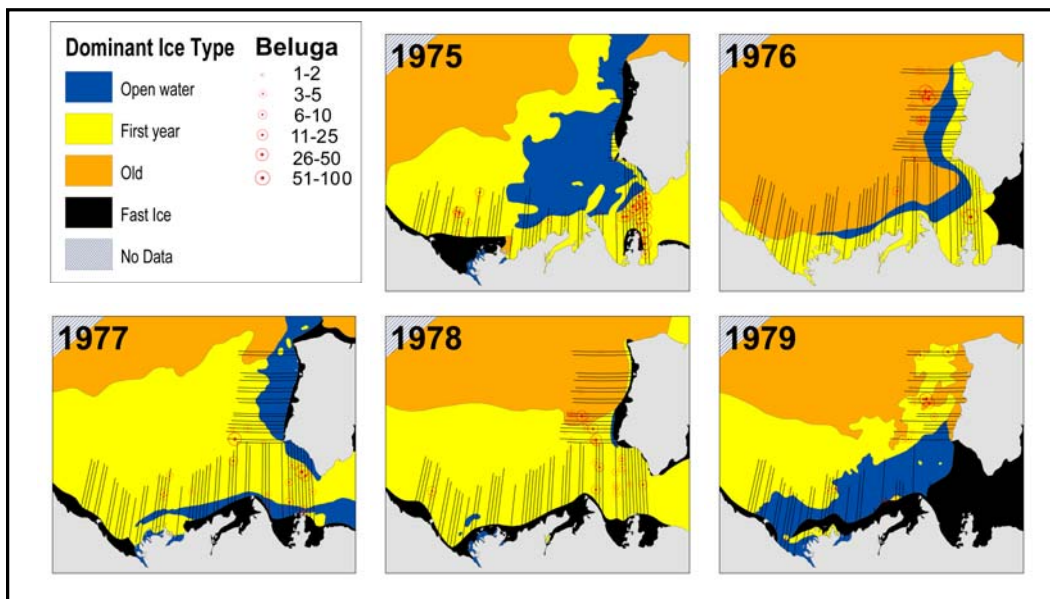 Dominant Ice Type
Open water
First year
Old
Fast Ice
No Data
Beluga
1-2
3-5
6-10
11-25
26-50
51-100
1975
1976
1977
1978
1979